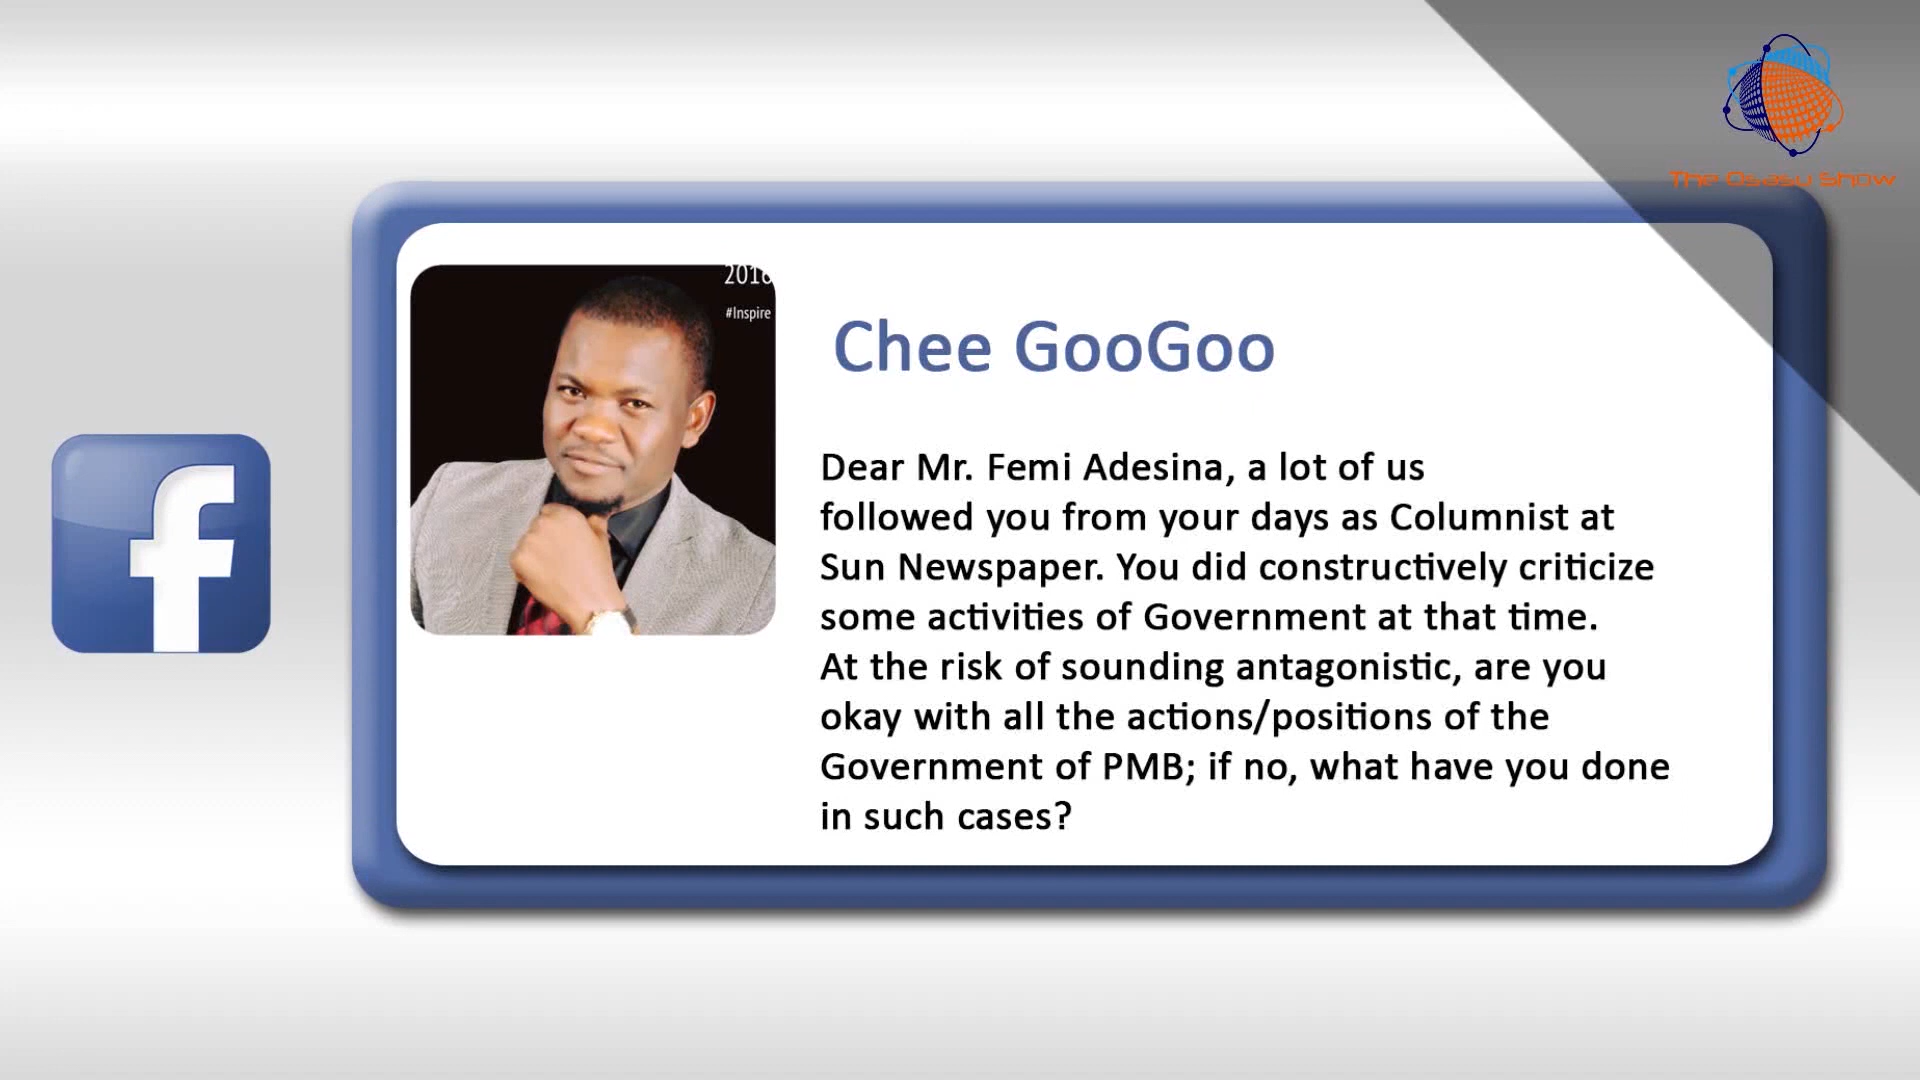 The Osasu Show
2016
#Inspire
Chee GooGoo
Dear Mr. Femi Adesina, a lot of us
followed you from your days as Columnist at
Sun Newspaper. You did constructively criticize
some activities of Government at that time.
At the risk of sounding antagonistic, are you
okay with all the actions/positions of the
Government of PMB; if no, what have you done
in such cases?
f